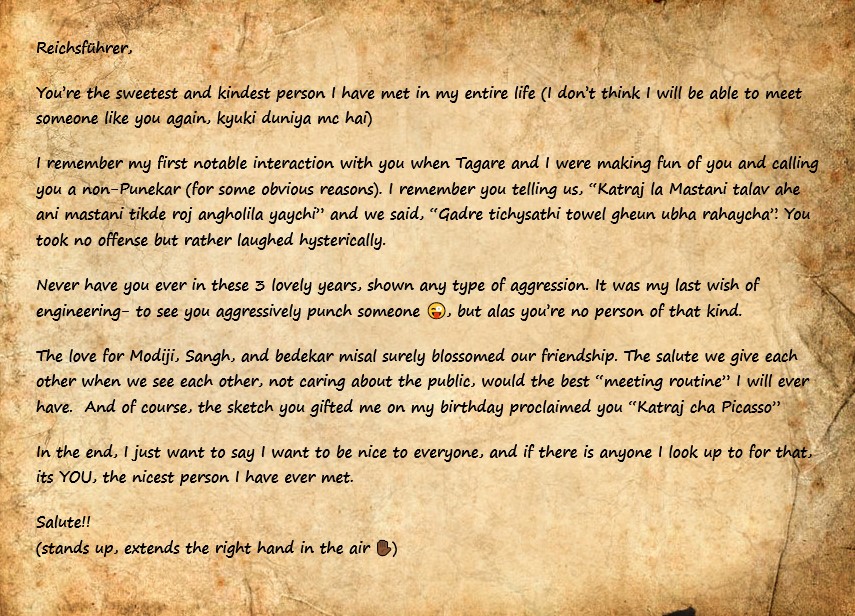 Reichsführer,
You're the sweetest and kindest person I have met in my entire life (I don't think I will be able to meet
someone like you again, kyuki duniya mc hai)
I remember my first notable interaction with you when Tagare and I were making fun of you and calling
you a non-Punekar (for some obvious reasons). I remember you telling us, “Katraj la Mastani talav ahe
ani mastani tikde roj angholila yaychi” and we said, “Gadre tichysathi towel gheun ubha rahaycha”. You
took no offense but rather laughed hysterically.
Never have you ever in these 3 lovely years, shown any type of aggression. It was my last wish of
engineering- to see you aggressively punch someone 😜, but alas you're no person of that kind.
The love for Modiji, Sangh, and bedekar misal surely blossomed our friendship. The salute we give each
other when we see each other, not caring about the public, would the best “meeting routine” I will ever
have.  And of course, the sketch you gifted me on my birthday proclaimed you “Katraj cha Picasso”
In the end, I just want to say I want to be nice to everyone, and if there is anyone I look up to for that,
its YOU, the nicest person I have ever met.
Salute!!
(stands up, extends the right hand in the air ✋🏿)